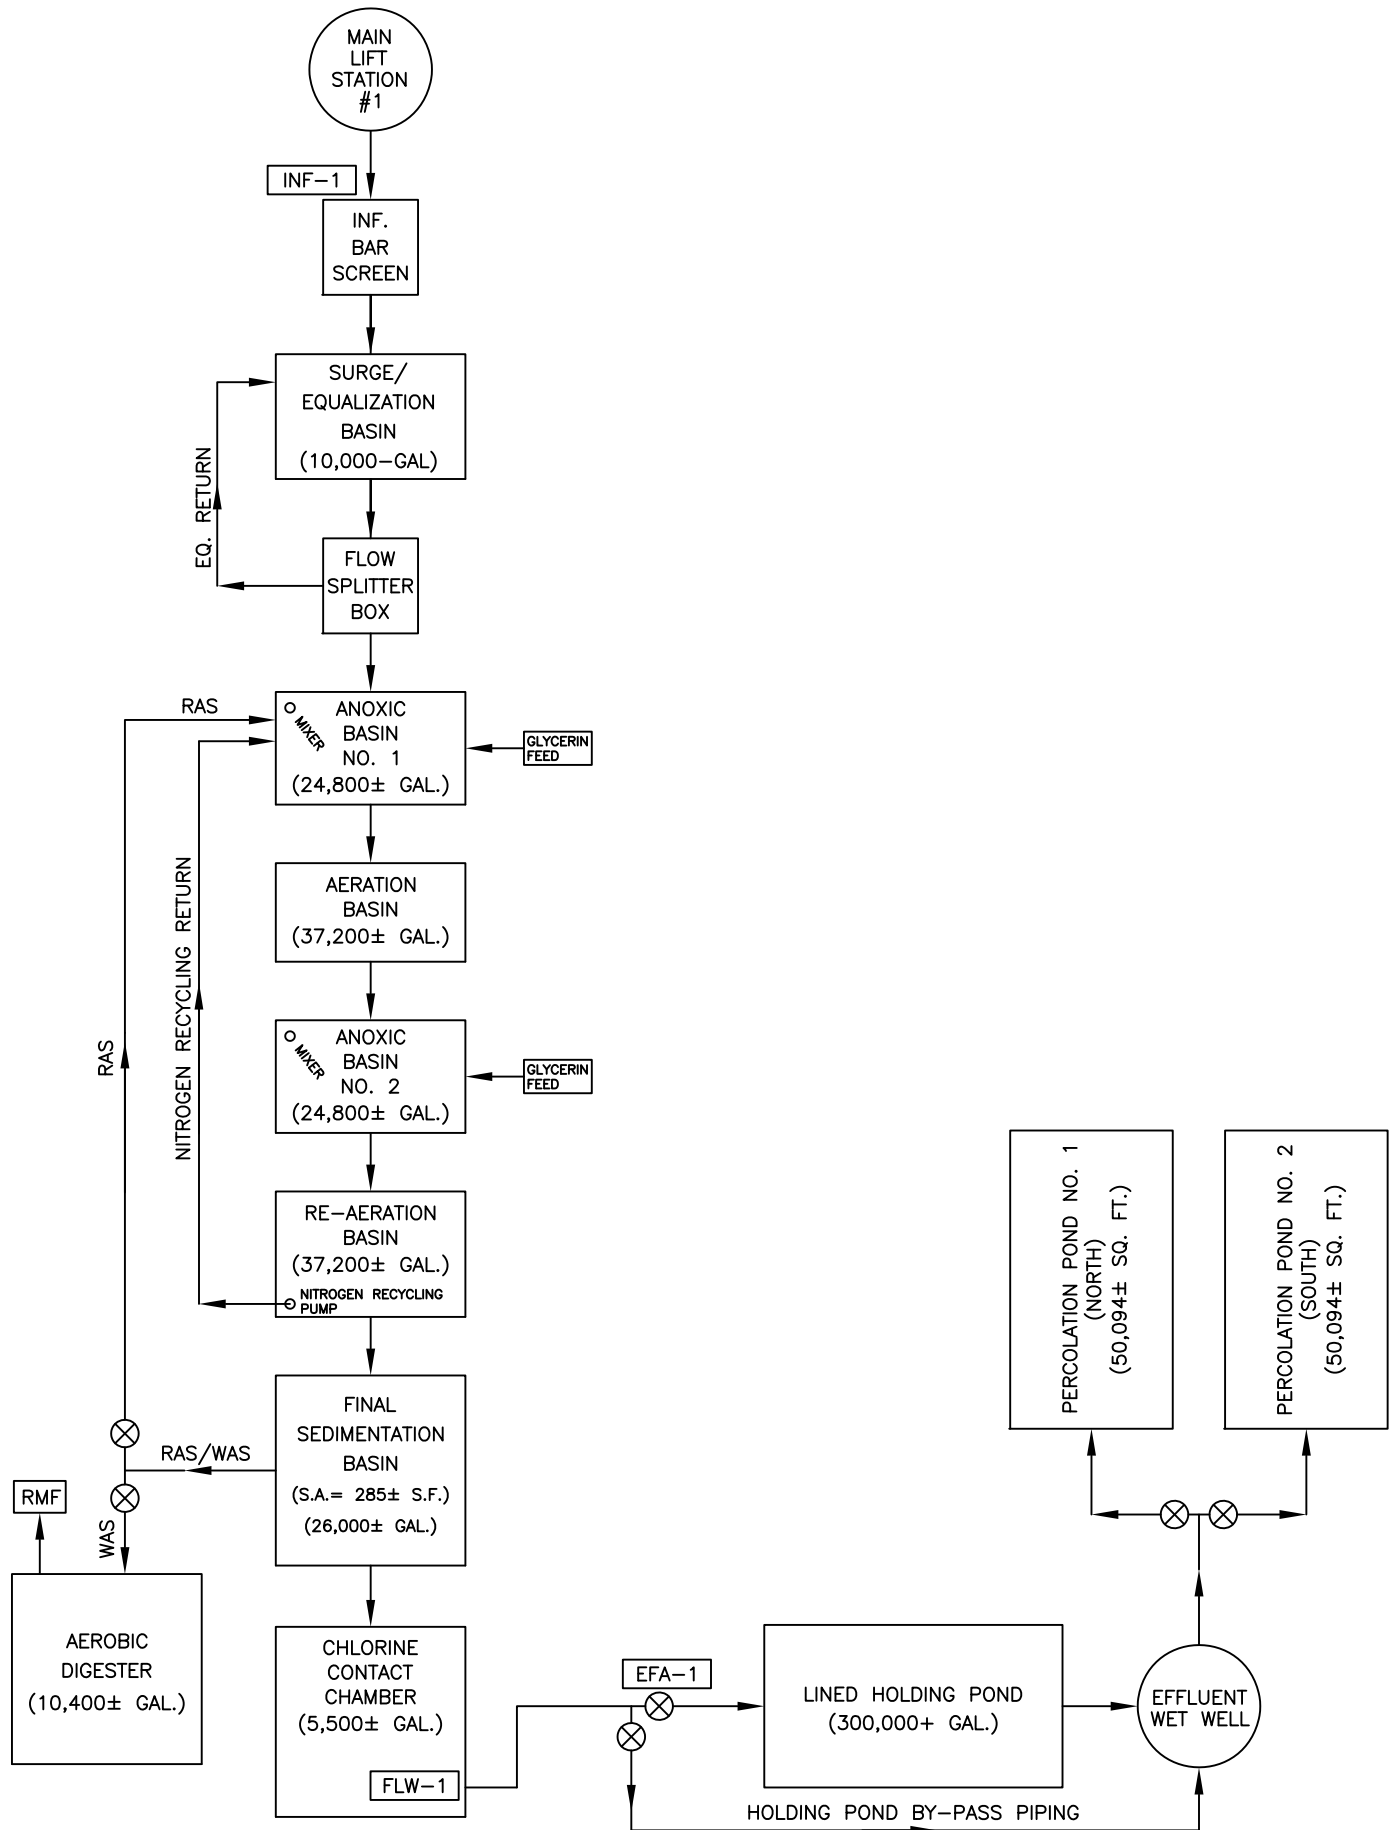 MAIN
LIFT
STATION
#1
INF-1
INF.
BAR
SCREEN
SURGE/
EQUALIZATION
BASIN
(10,000-GAL)
EQ. RETURN
FLOW
SPLITTER
BOX
RAS
MIXER
ANOXIC
BASIN
NO. 1
(24,800± GAL.)
GLYCERIN
FEED
AERATION
BASIN
(37,200± GAL.)
NITROGEN RECYCLING RETURN
RAS
MIXER
ANOXIC
BASIN
NO. 2
(24,800± GAL.)
GLYCERIN
FEED
RE-AERATION
BASIN
(37,200± GAL.)
NITROGEN RECYCLING
PUMP
PERCOLATION POND NO. 1
(NORTH)
(50,094± SQ. FT.)
PERCOLATION POND NO. 2
(SOUTH)
(50,094± SQ. FT.)
FINAL
SEDIMENTATION
BASIN
(S.A.= 285± S.F.)
(26,000± GAL.)
RAS/WAS
RMF
WAS
AEROBIC
DIGESTER
(10,400± GAL.)
CHLORINE
CONTACT
CHAMBER
(5,500± GAL.)
FLW-1
EFA-1
LINED HOLDING POND
(300,000+ GAL.)
EFFLUENT
WET WELL
HOLDING POND BY-PASS PIPING